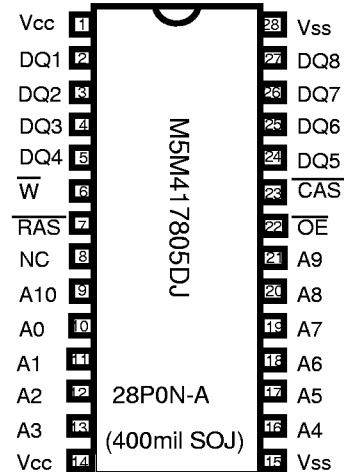 Vcc 1 28 Vss
DQ1 2 27 DQ8
DQ2 3 26 DQ7
DQ3 4 25 DQ6
DQ4 5 24 DQ5
W 6 23 CAS
RAS 7 22 OE
NC 8 21 A9
A10 9 20 A8
A0 10 19 A7
A1 11 18 A6
A2 12 17 A5
A3 13 16 A4
Vcc 14 15 Vss
M5M417805DJ
28P0N-A
(400mil SOJ)